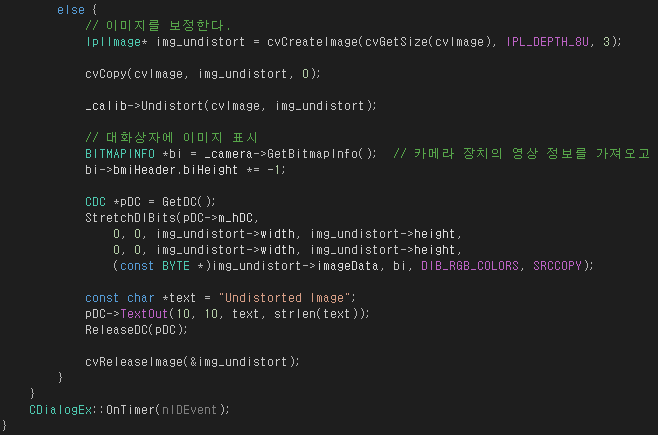 else {
// 이미지를 보정한다.
IplImage* img_undistort = cvCreateImage(cvGetSize(cvImage), IPL_DEPTH_8U, 3);
cvCopy(cvImage, img_undistort, 0);
_calib->Undistort(cvImage, img_undistort);
// 대화상자에 이미지 표시
BITMAPINFO *bi = _camera->GetBitmapInfo();  // 카메라 장치의 영상 정보를 가져오고
bi->bmiHeader.biHeight *= -1;
CDC *pDC = GetDC();
StretchDIBits(pDC->m_hDC,
0, 0, img_undistort->width, img_undistort->height,
0, 0, img_undistort->width, img_undistort->height,
(const BYTE *)img_undistort->imageData, bi, DIB_RGB_COLORS, SRCCOPY);
const char *text = "Undistorted Image";
pDC->TextOut(10, 10, text, strlen(text));
ReleaseDC(pDC);
cvReleaseImage(&img_undistort);
}
}
CDialogEx::OnTimer(nIDEvent);
}